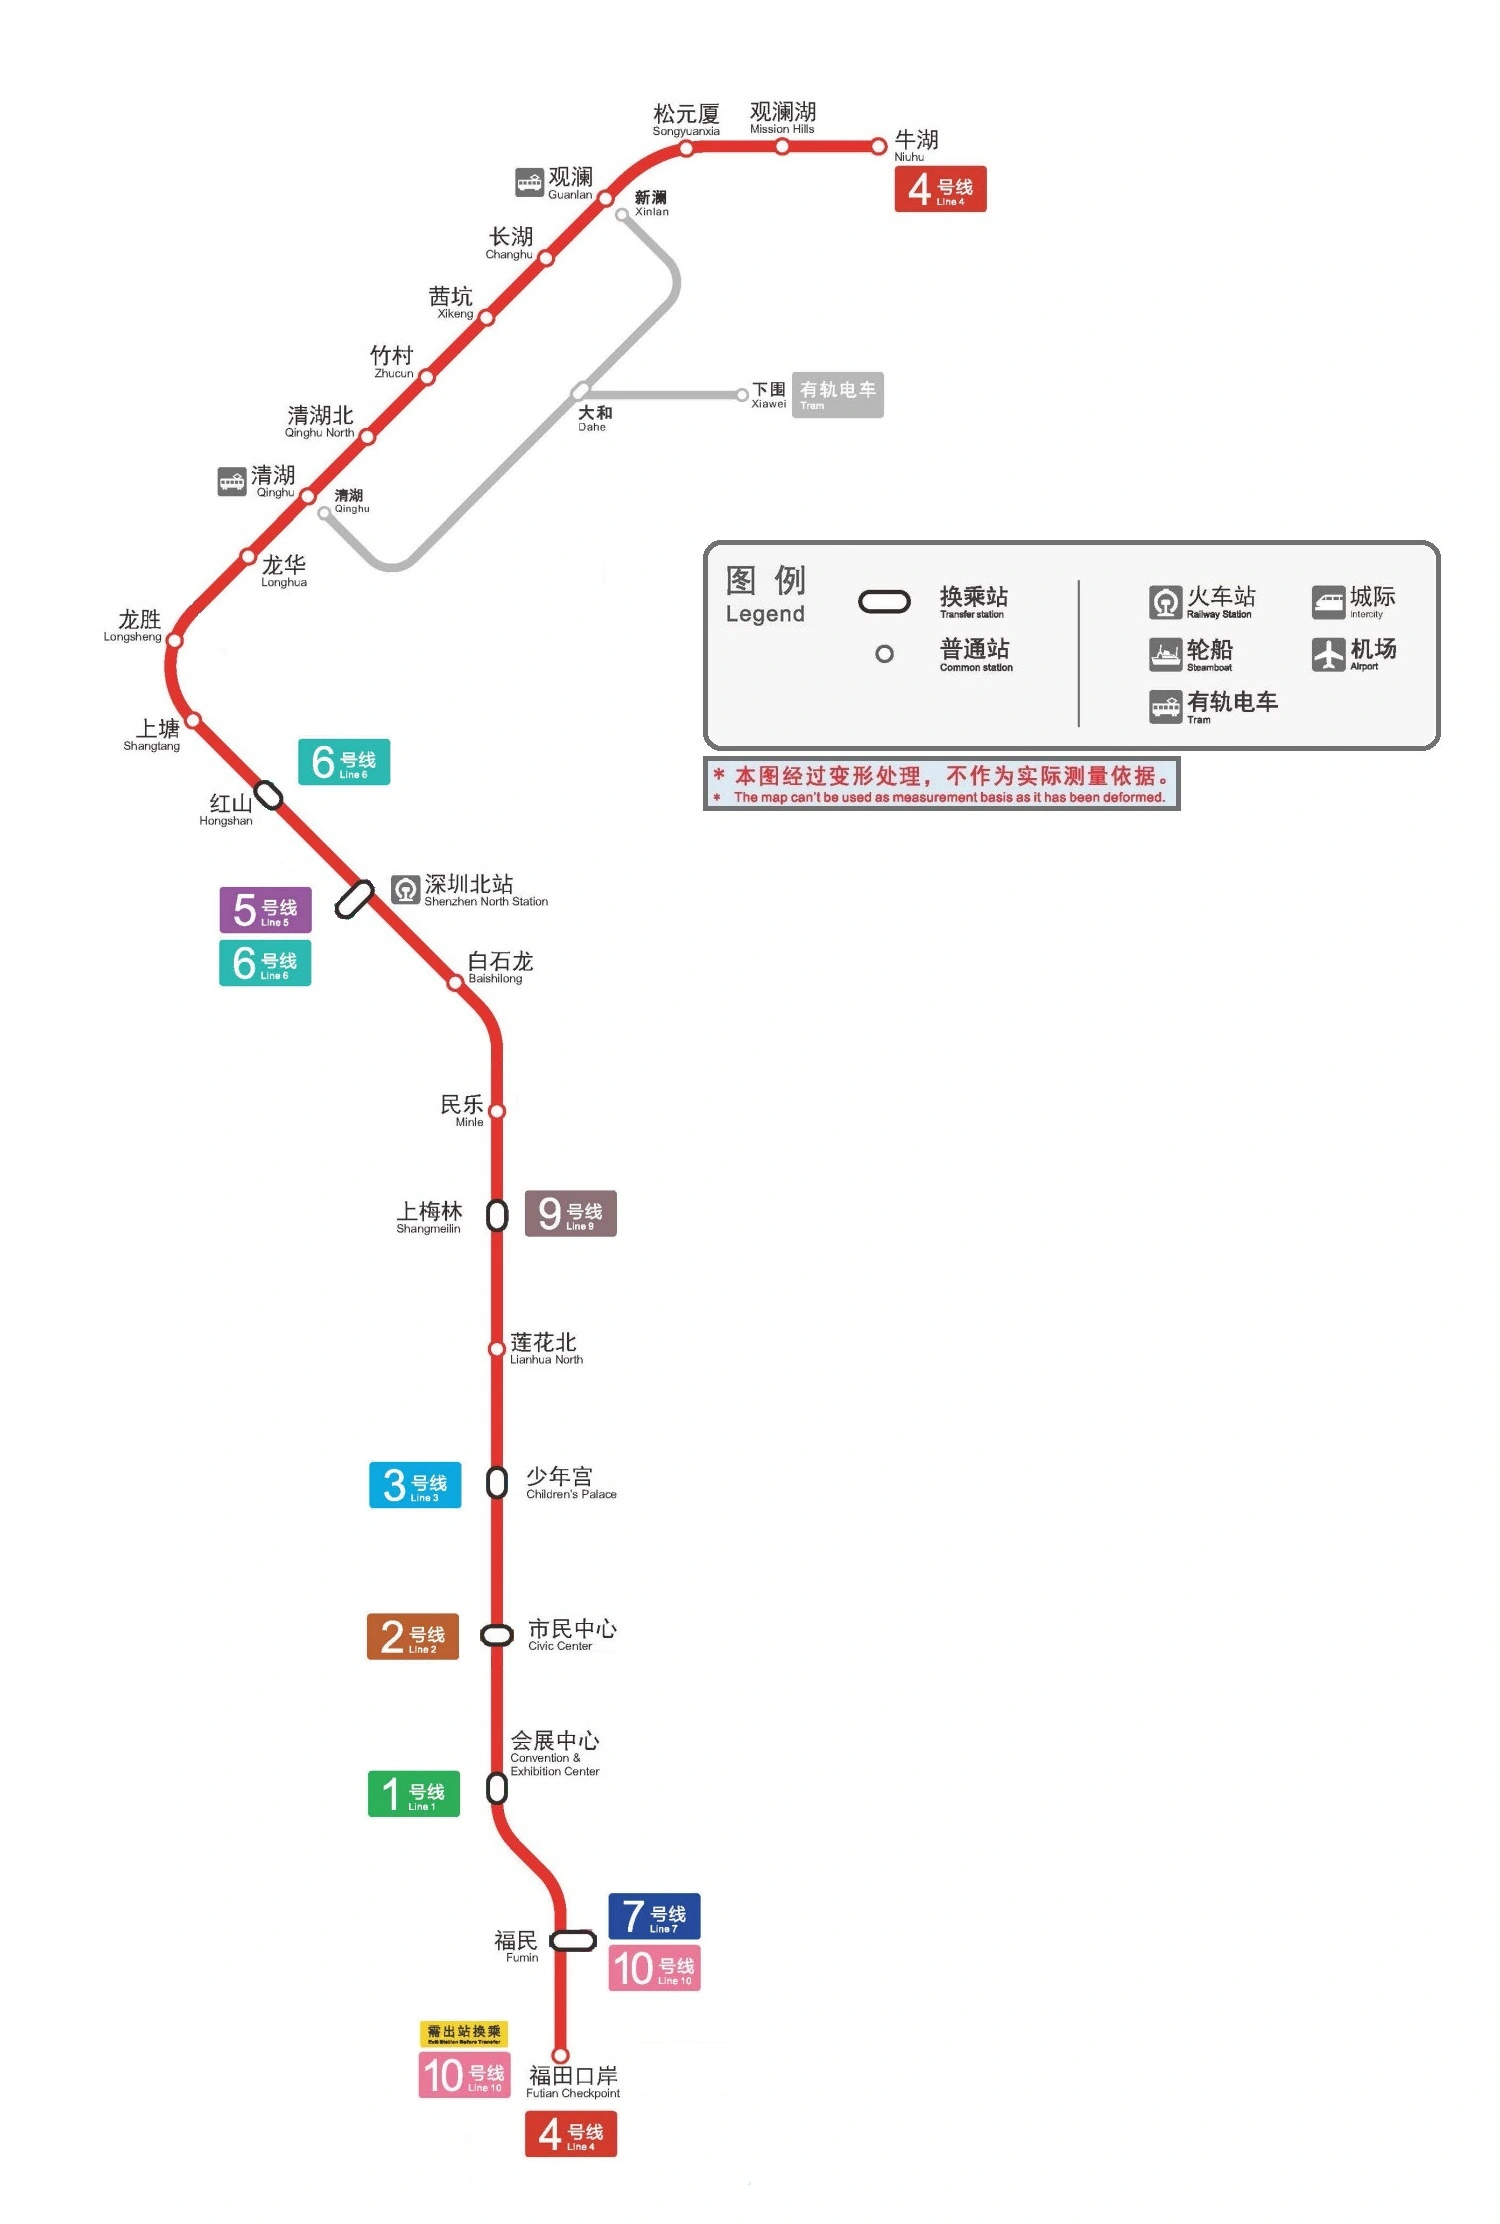 松元厦
Songyuanxia
观澜湖
Mission Hills
牛湖
Niuhu
4 号线
Line 4
观澜
Guanlan
新澜
Xinlan
长湖
Changhu
茜坑
Xikeng
竹村
Zhucun
下围
Xiawei
有轨电车
Tram
大和
Dahe
清湖北
Qinghu North
清湖
Qinghu
清湖
Qinghu
龙华
Longhua
龙胜
Longsheng
上塘
Shangtang
图 例
Legend
换乘站
Transfer station
普通站
Common station
火车站
Railway Station
城际
Intercity
轮船
Steamboat
机场
Airport
有轨电车
Tram
* 本图经过变形处理，不作为实际测量依据。
* The map can't be used as measurement basis as it has been deformed.
6 号线
Line 6
红山
Hongshan
深圳北站
Shenzhen North Station
5 号线
Line 5
6 号线
Line 6
白石龙
Baishilong
民乐
Minle
上梅林
Shangmeilin
9 号线
Line 9
莲花北
Lianhua North
3 号线
Line 3
少年宫
Children's Palace
2 号线
Line 2
市民中心
Civic Center
会展中心
Convention &
Exhibition Center
1 号线
Line 1
7 号线
Line 7
福民
Fumin
10 号线
Line 10
需出站换乘
Exit Station Before Transfer
10 号线
Line 10
福田口岸
Futian Checkpoint
4 号线
Line 4